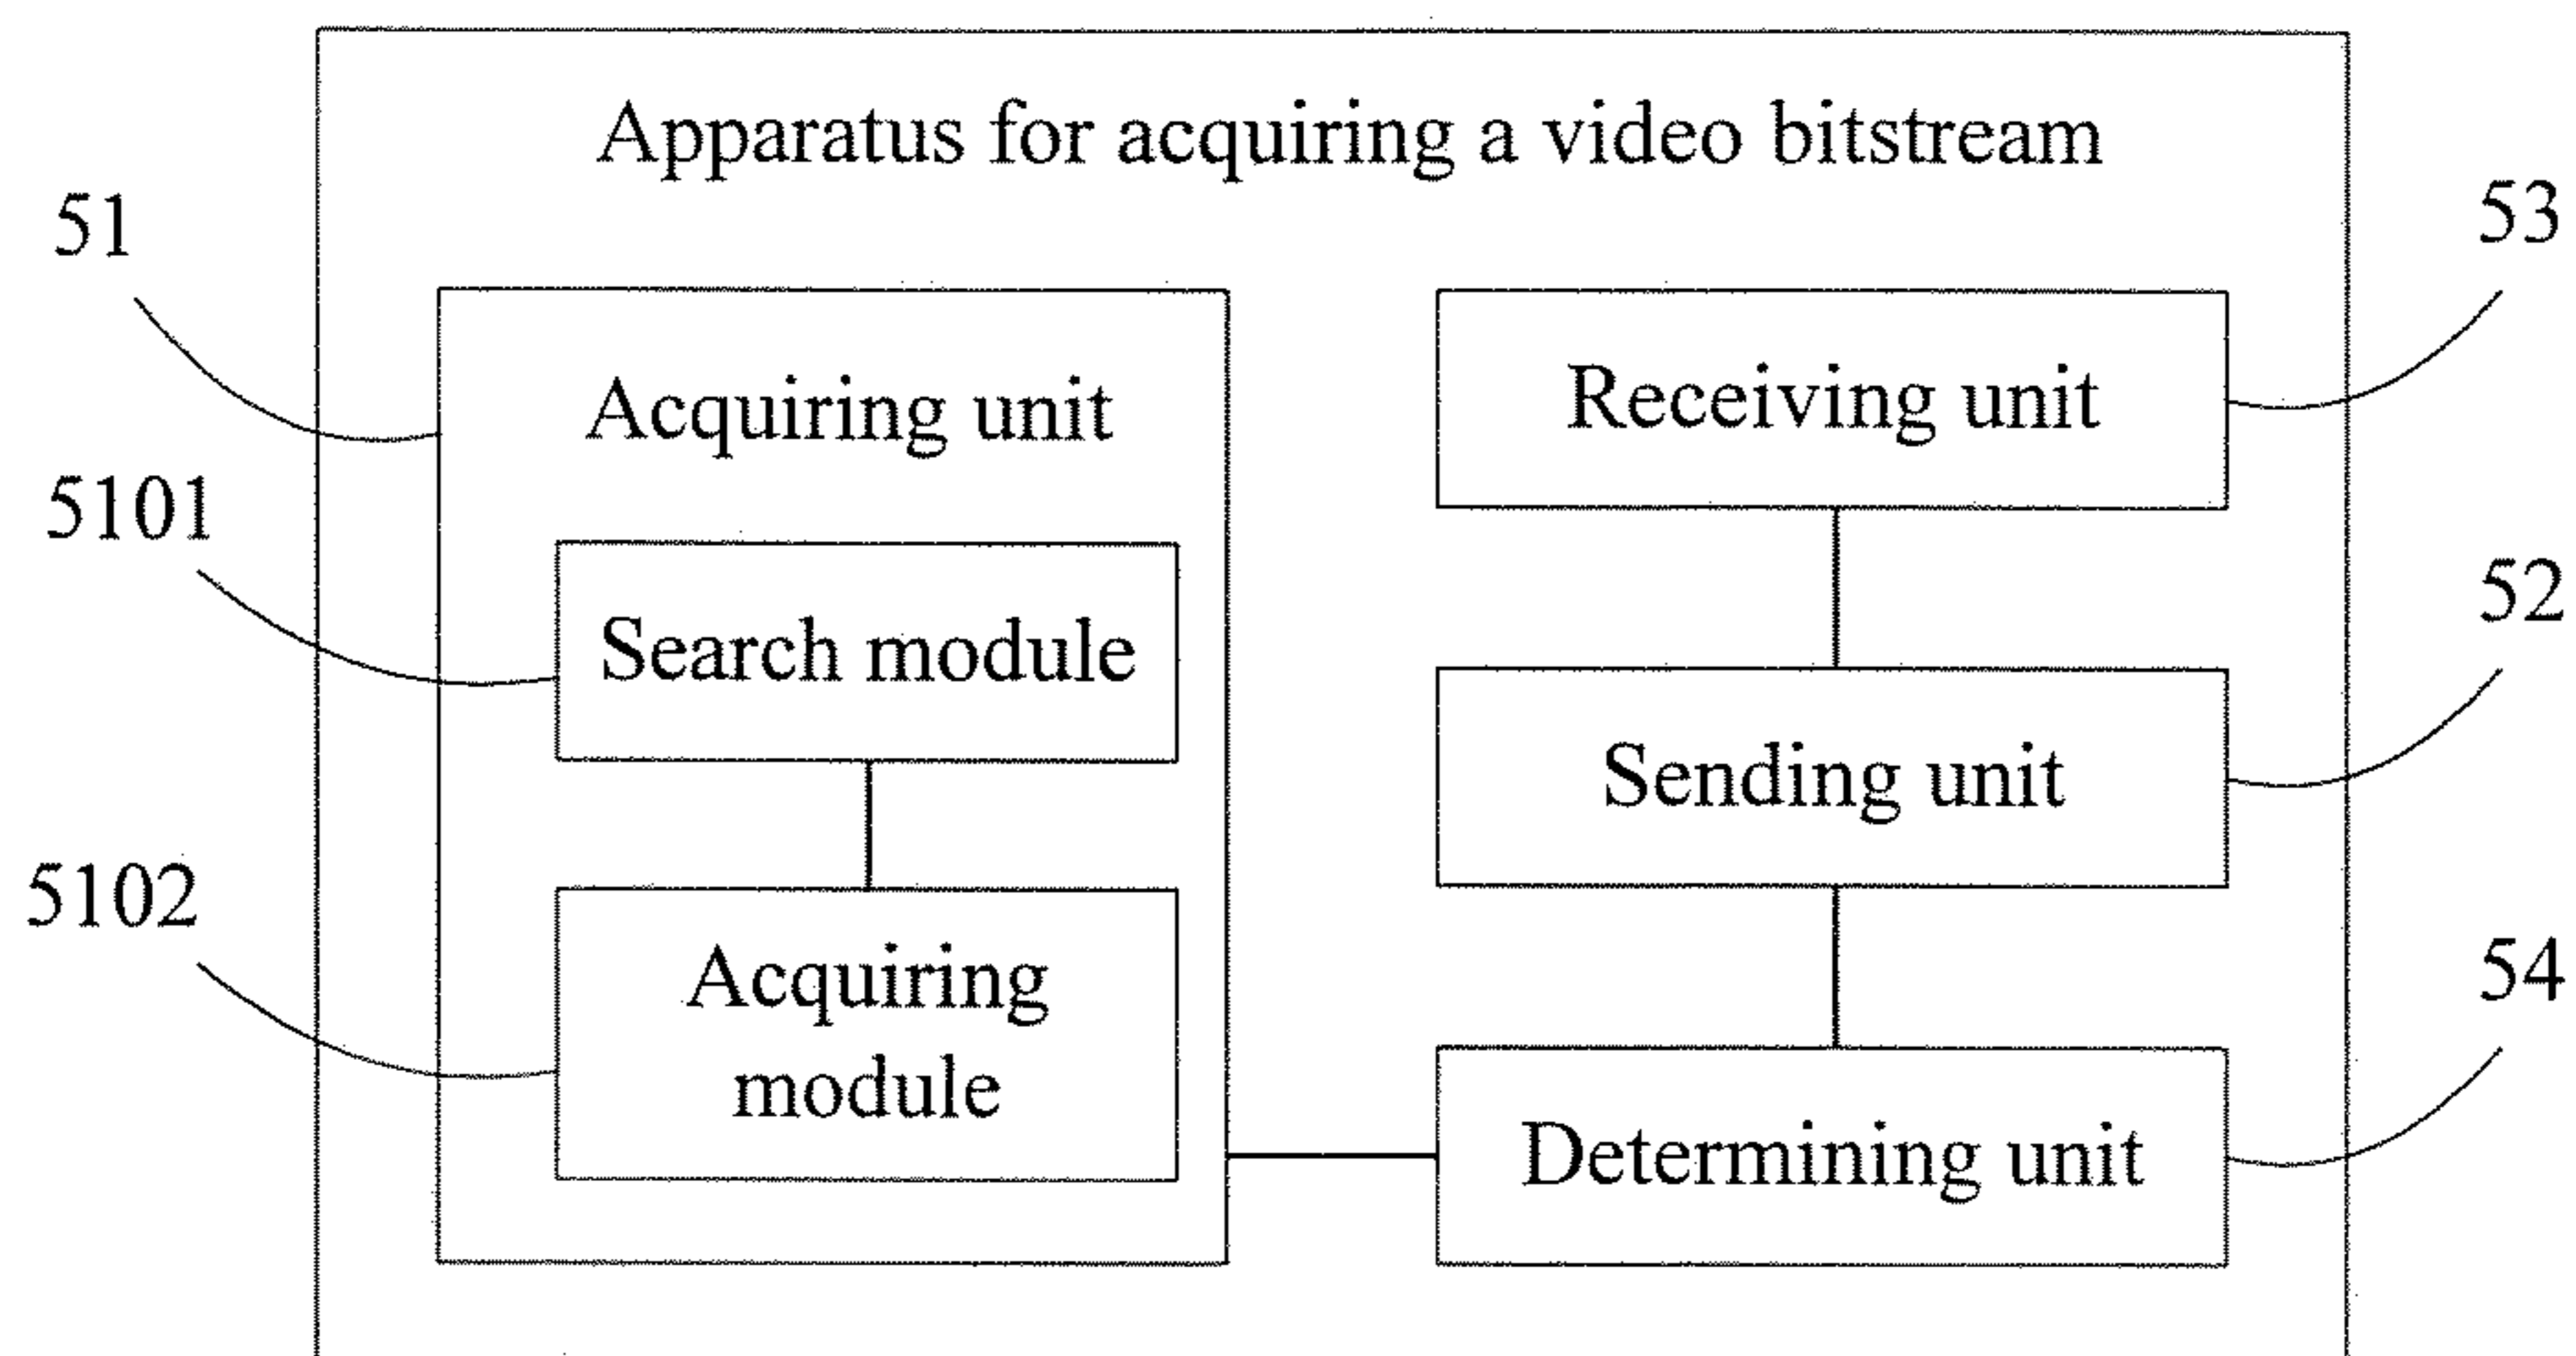 Apparatus for acquiring a video bitstream
51
53
Acquiring unit
Receiving unit
5101
Search module
52
Sending unit
5102
Acquiring
module
54
Determining unit